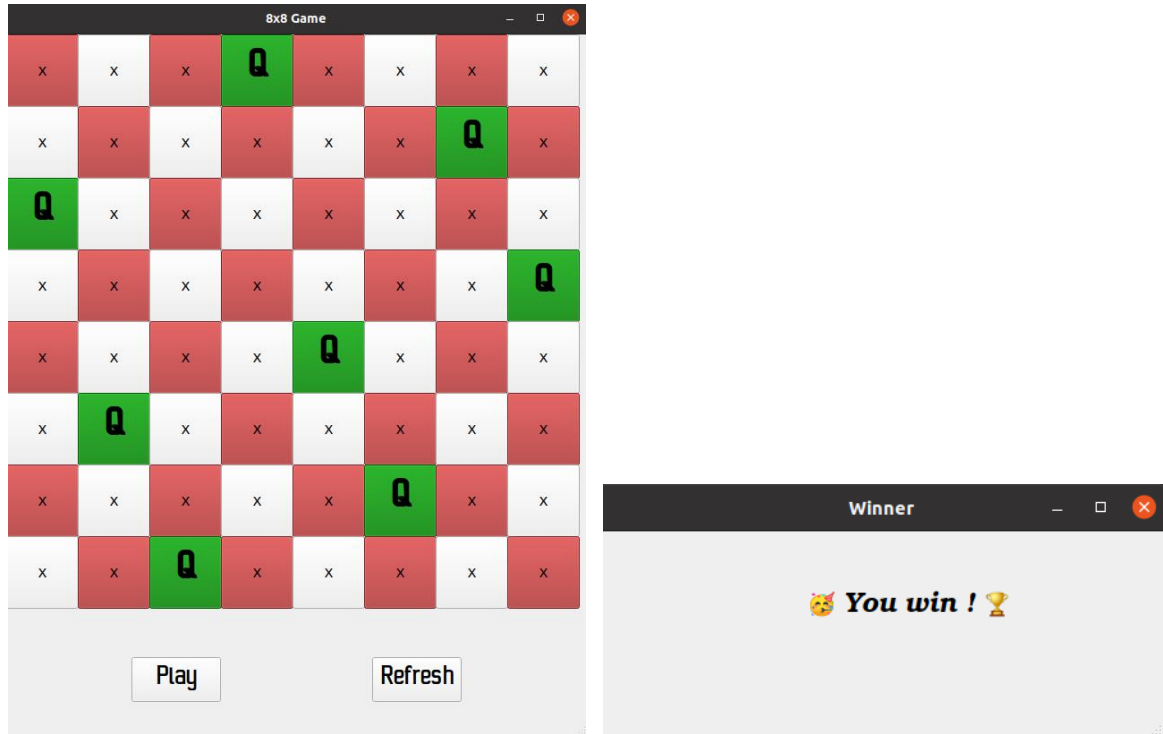 8x8 Game
x x x Q x x x x
x x x x x x Q x
Q x x x x x x x
x x x x x x x Q
x x x x Q x x x
x Q x x x x x x
x x x x x Q x x
x x Q x x x x x
Play Refresh
Winner
🥳 You win ! 🏆